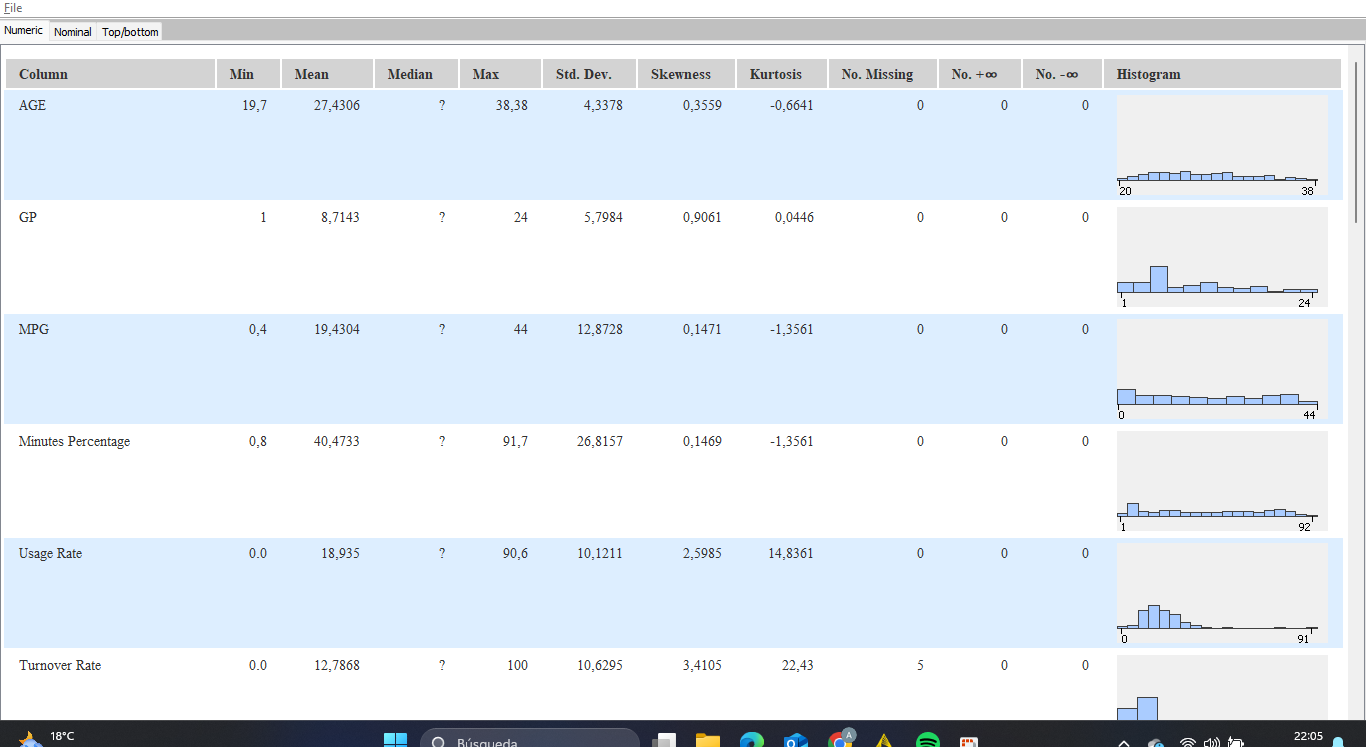 File
Numeric Nominal Top/bottom
Column Min Mean Median Max Std. Dev. Skewness Kurtosis No. Missing No. +∞ No. -∞ Histogram
AGE 19,7 27,4306 ? 38,38 4,3378 0,3559 -0,6641 0 0 0
20 38
GP 1 8,7143 ? 24 5,7984 0,9061 0,0446 0 0 0
1 24
MPG 0,4 19,4304 ? 44 12,8728 0,1471 -1,3561 0 0 0
0 44
Minutes Percentage 0,8 40,4733 ? 91,7 26,8157 0,1469 -1,3561 0 0 0
1 92
Usage Rate 0.0 18,935 ? 90,6 10,1211 2,5985 14,8361 0 0 0
0 91
Turnover Rate 0.0 12,7868 ? 100 10,6295 3,4105 22,43 5 0 0
18°C Búsqueda A 22:05